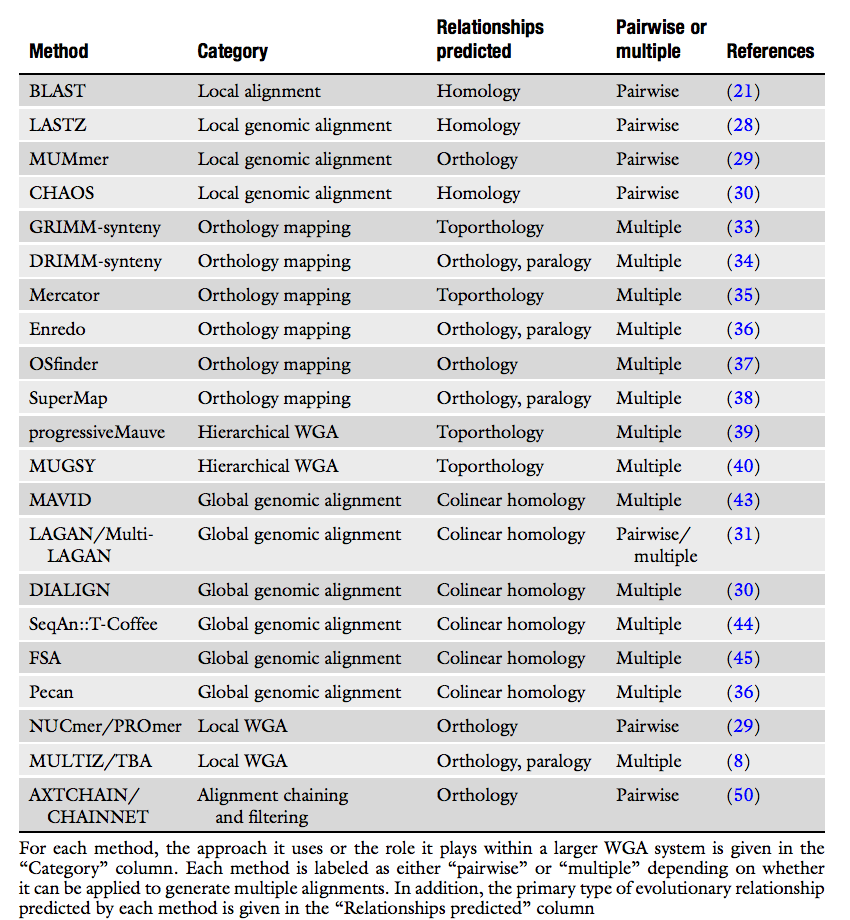 Relationships Pairwise or
Method Category predicted multiple References
BLAST Local alignment Homology Pairwise (21)
LASTZ Local genomic alignment Homology Pairwise (28)
MUMmer Local genomic alignment Orthology Pairwise (29)
CHAOS Local genomic alignment Homology Pairwise (30)
GRIMM-synteny Orthology mapping Toporthology Multiple (33)
DRIMM-synteny Orthology mapping Orthology, paralogy Multiple (34)
Mercator Orthology mapping Toporthology Multiple (35)
Enredo Orthology mapping Orthology, paralogy Multiple (36)
OSfinder Orthology mapping Orthology Multiple (37)
SuperMap Orthology mapping Orthology, paralogy Multiple (38)
progressiveMauve Hierarchical WGA Toporthology Multiple (39)
MUGSY Hierarchical WGA Toporthology Multiple (40)
MAVID Global genomic alignment Colinear homology Multiple (43)
LAGAN/Multi- Global genomic alignment Colinear homology Pairwise/ (31)
LAGAN multiple
DIALIGN Global genomic alignment Colinear homology Multiple (30)
SeqAn::T-Coffee Global genomic alignment Colinear homology Multiple (44)
FSA Global genomic alignment Colinear homology Multiple (45)
Pecan Global genomic alignment Colinear homology Multiple (36)
NUCmer/PROmer Local WGA Orthology Pairwise (29)
MULTIZ/TBA Local WGA Orthology, paralogy Multiple (8)
AXTCHAIN/ Alignment chaining Orthology Pairwise (50)
CHAINNET and filtering
For each method, the approach it uses or the role it plays within a larger WGA system is given in the
“Category” column. Each method is labeled as either “pairwise” or “multiple” depending on whether
it can be applied to generate multiple alignments. In addition, the primary type of evolutionary relationship
predicted by each method is given in the “Relationships predicted” column